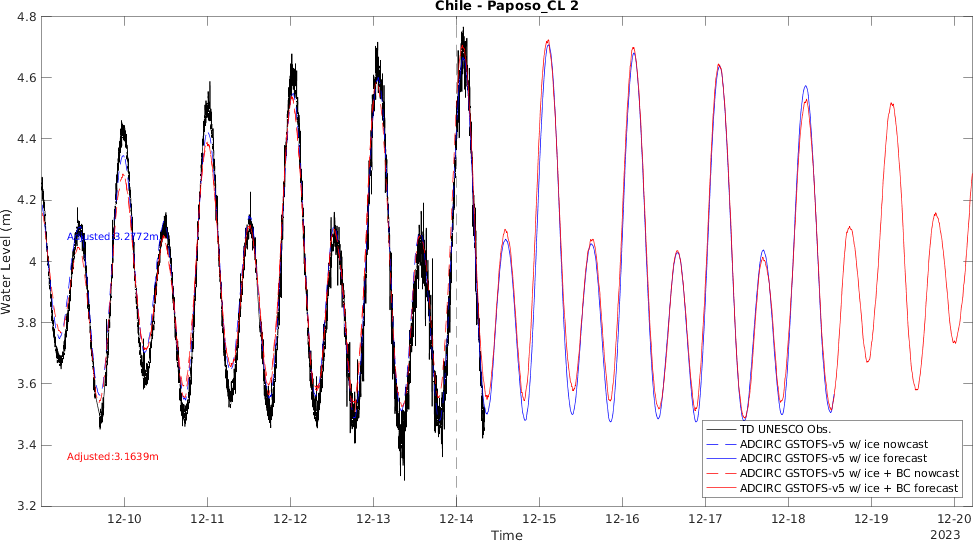 Chile - Paposo_CL 2
4.8
4.6
4.4
4.2
4
3.8
3.6
3.4
3.2
Water Level (m)
Adjusted:3.2772m
Adjusted:3.1639m
TD UNESCO Obs.
ADCIRC GSTOFS-v5 w/ ice nowcast
ADCIRC GSTOFS-v5 w/ ice forecast
ADCIRC GSTOFS-v5 w/ ice + BC nowcast
ADCIRC GSTOFS-v5 w/ ice + BC forecast
12-10 12-11 12-12 12-13 12-14 12-15 12-16 12-17 12-18 12-19 12-20
Time
2023